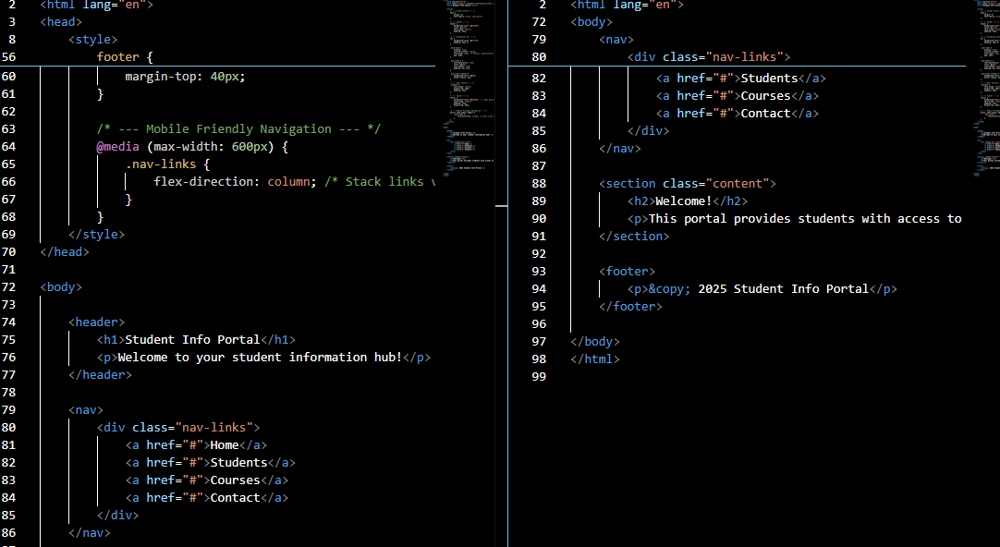 2 <html lang="en">
3 <head>
8 <style>
56 footer {
60 margin-top: 40px;
61 }
62
63 /* --- Mobile Friendly Navigation --- */
64 @media (max-width: 600px) {
65 .nav-links {
66 flex-direction: column; /* Stack links
67 }
68 }
69 </style>
70 </head>
71
72 <body>
73
74 <header>
75 <h1>Student Info Portal</h1>
76 <p>Welcome to your student information hub!</p>
77 </header>
78
79 <nav>
80 <div class="nav-links">
81 <a href="#">Home</a>
82 <a href="#">Students</a>
83 <a href="#">Courses</a>
84 <a href="#">Contact</a>
85 </div>
86 </nav>
2 <html lang="en">
72 <body>
79 <nav>
80 <div class="nav-links">
82 <a href="#">Students</a>
83 <a href="#">Courses</a>
84 <a href="#">Contact</a>
85 </div>
86 </nav>
87
88 <section class="content">
89 <h2>Welcome!</h2>
90 <p>This portal provides students with access to
91 </section>
92
93 <footer>
94 <p>&copy; 2025 Student Info Portal</p>
95 </footer>
96
97 </body>
98 </html>
99